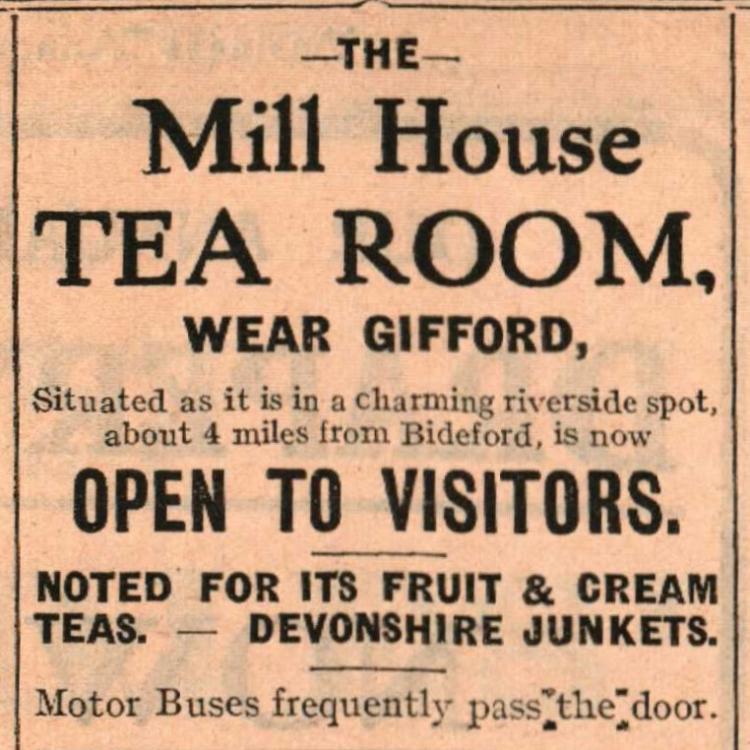 —THE—
Mill House
TEA ROOM,
WEAR GIFFORD,
Situated as it is in a charming riverside spot,
about 4 miles from Bideford, is now
OPEN TO VISITORS.
NOTED FOR ITS FRUIT & CREAM
TEAS. — DEVONSHIRE JUNKETS.
Motor Buses frequently pass the door.